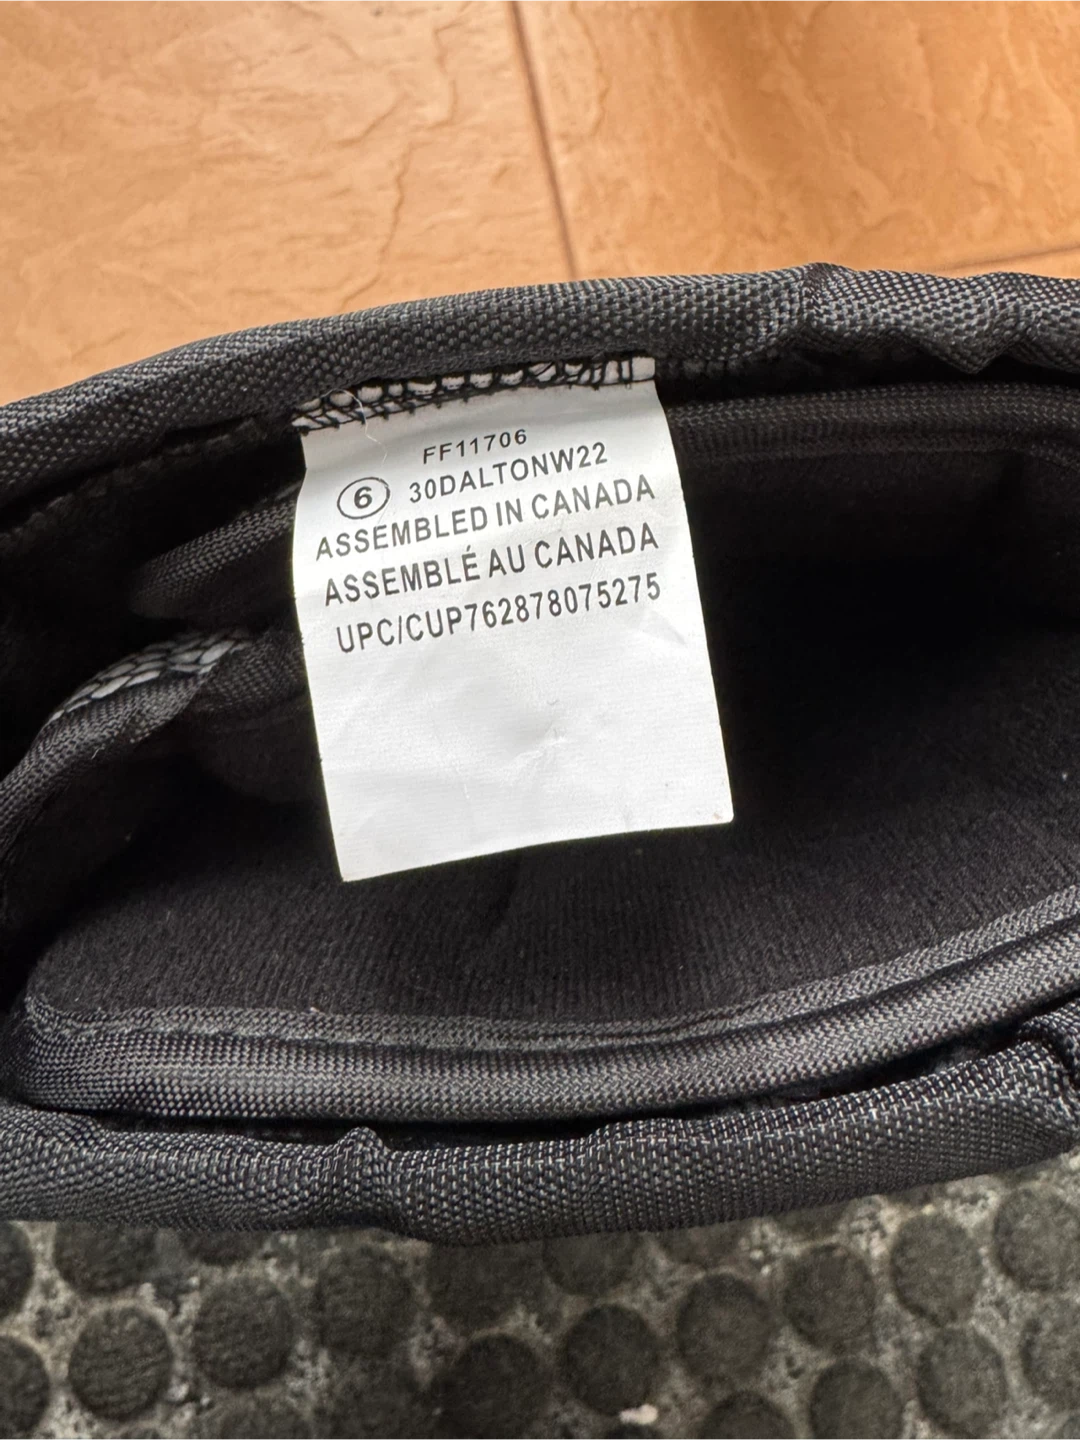 FF11706
6 30DALTONW22
ASSEMBLED IN CANADA
ASSEMBLÉ AU CANADA
UPC/CUP762878075275